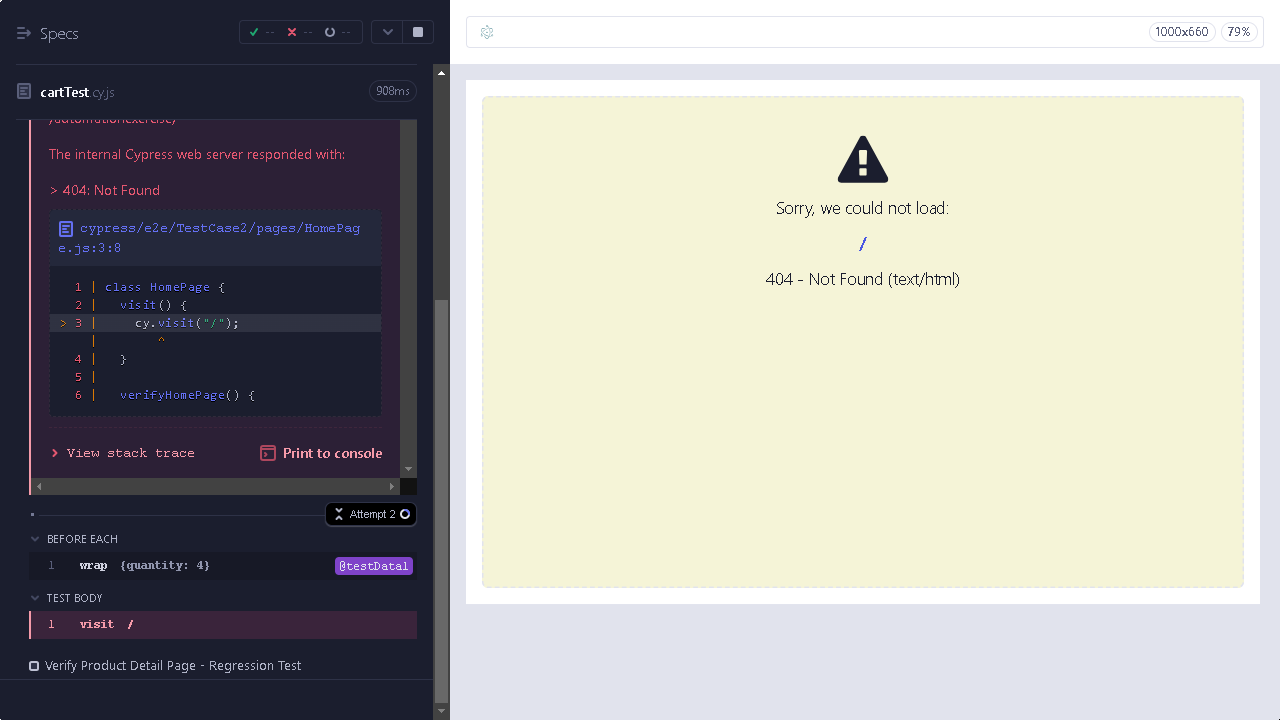 Specs
-- -- --
cartTest.cy.js
908ms
/automationexercise)
The internal Cypress web server responded with:
> 404: Not Found
cypress/e2e/TestCase2/pages/HomePag
e.js:3:8
1 | class HomePage {
2 |   visit() {
> 3 |     cy.visit("/");
  |        ^
4 |   }
5 |
6 |   verifyHomePage() {
View stack trace
Print to console
Attempt 2
BEFORE EACH
1 wrap {quantity: 4}
@testData1
TEST BODY
1 visit /
Verify Product Detail Page - Regression Test
1000x660
79%
Sorry, we could not load:
/
404 - Not Found (text/html)